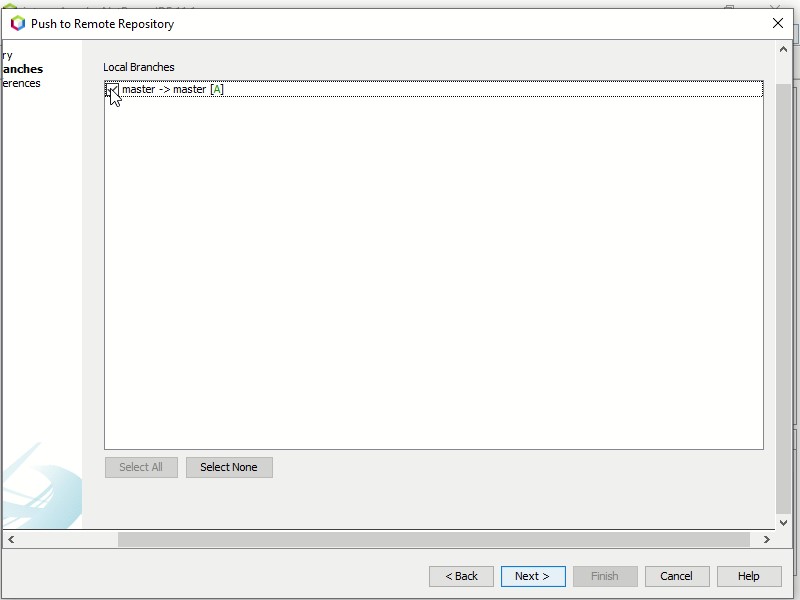 Push to Remote Repository
ry
anches
erences
Local Branches
master -> master [A]
Select All
Select None
< Back
Next >
Finish
Cancel
Help